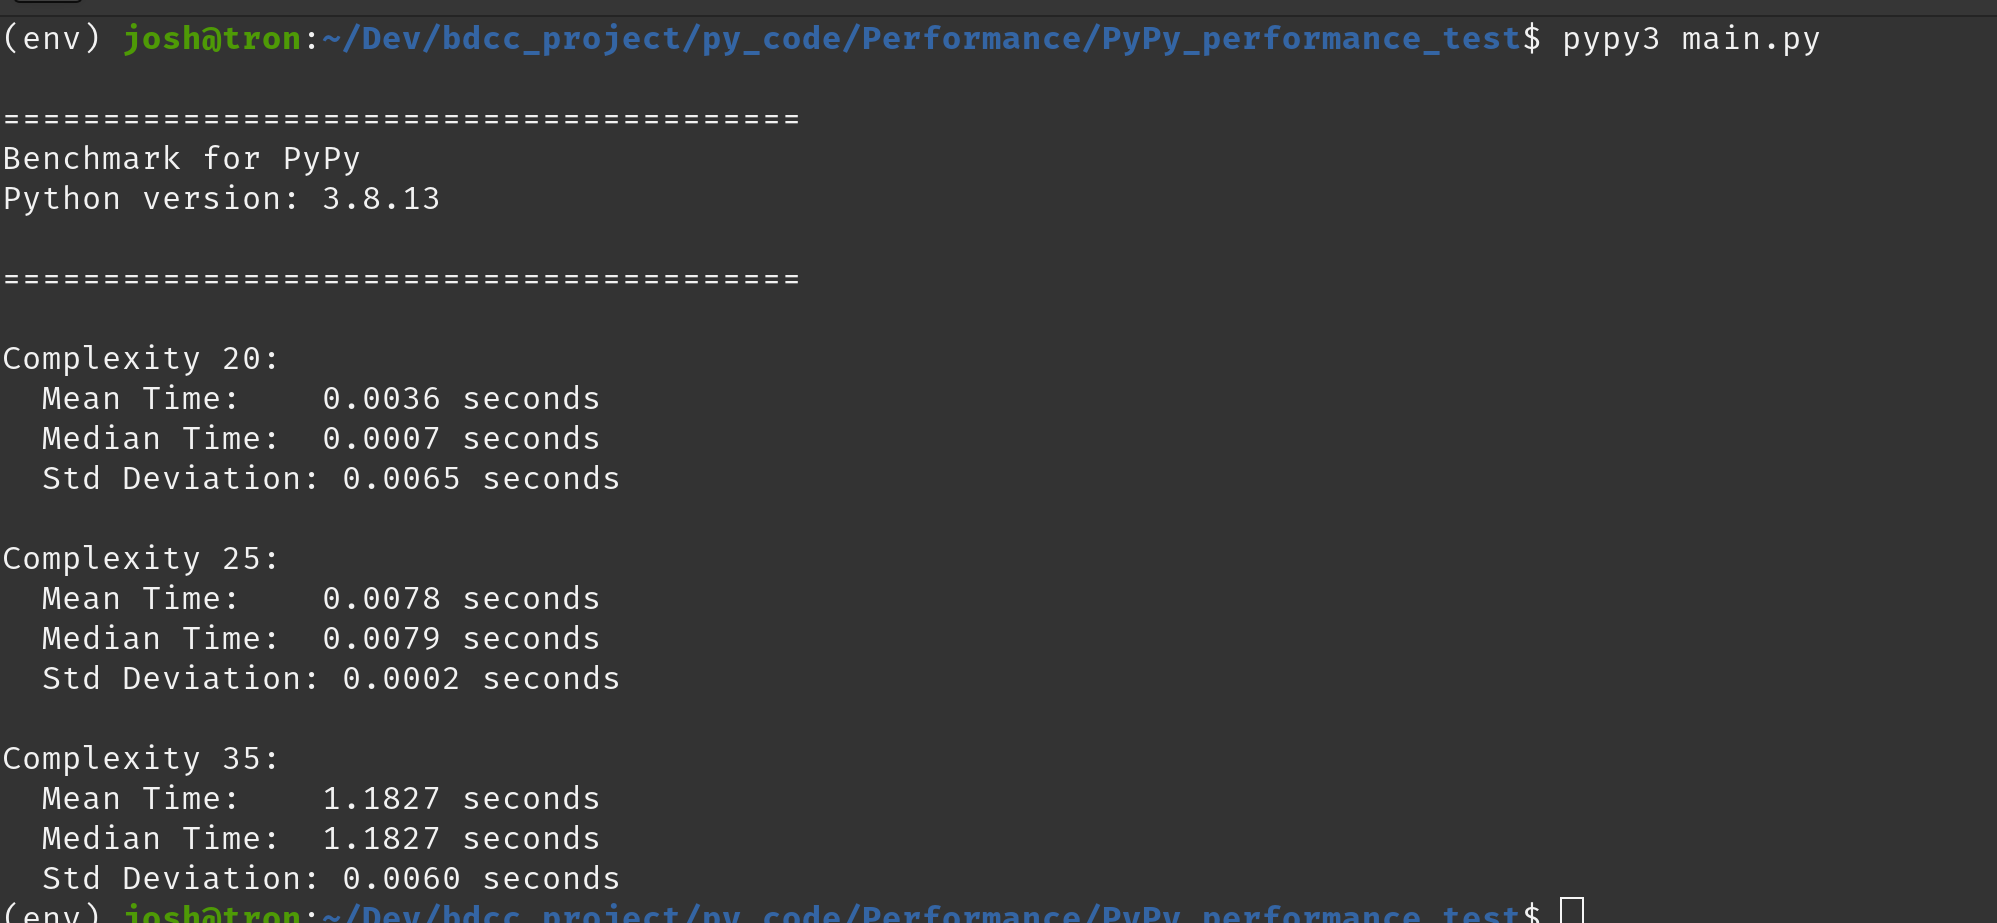 (env) josh@tron:~/Dev/bdcc_project/py_code/Performance/PyPy_performance_test$ pypy3 main.py
========================================
Benchmark for PyPy
Python version: 3.8.13
========================================
Complexity 20:
  Mean Time:    0.0036 seconds
  Median Time:  0.0007 seconds
  Std Deviation: 0.0065 seconds
Complexity 25:
  Mean Time:    0.0078 seconds
  Median Time:  0.0079 seconds
  Std Deviation: 0.0002 seconds
Complexity 35:
  Mean Time:    1.1827 seconds
  Median Time:  1.1827 seconds
  Std Deviation: 0.0060 seconds
(env) josh@tron:~/Dev/bdcc_project/py_code/Performance/PyPy_performance_test$